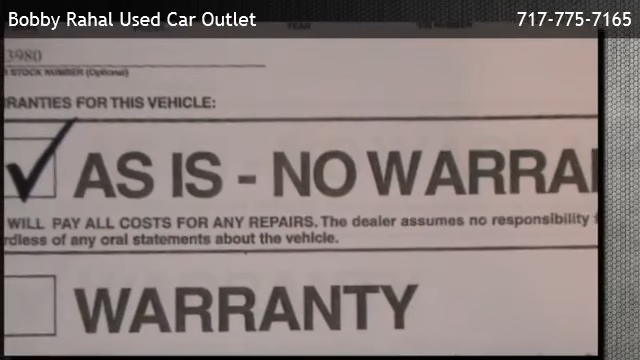 Bobby Rahal Used Car Outlet 717-775-7165
YEAR
3980
STOCK NUMBER (Optional)
RANTIES FOR THIS VEHICLE:
AS IS - NO WARRA
WILL PAY ALL COSTS FOR ANY REPAIRS. The dealer assumes no responsibility
rdless of any oral statements about the vehicle.
WARRANTY